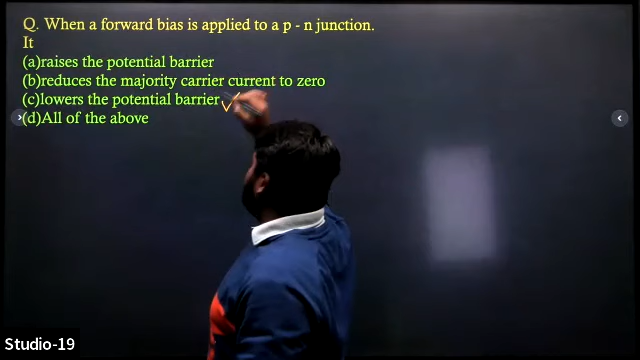 Q. When a forward bias is applied to a p - n junction.
It
(a)raises the potential barrier
(b)reduces the majority carrier current to zero
(c)lowers the potential barrier
(d)All of the above
Studio-19